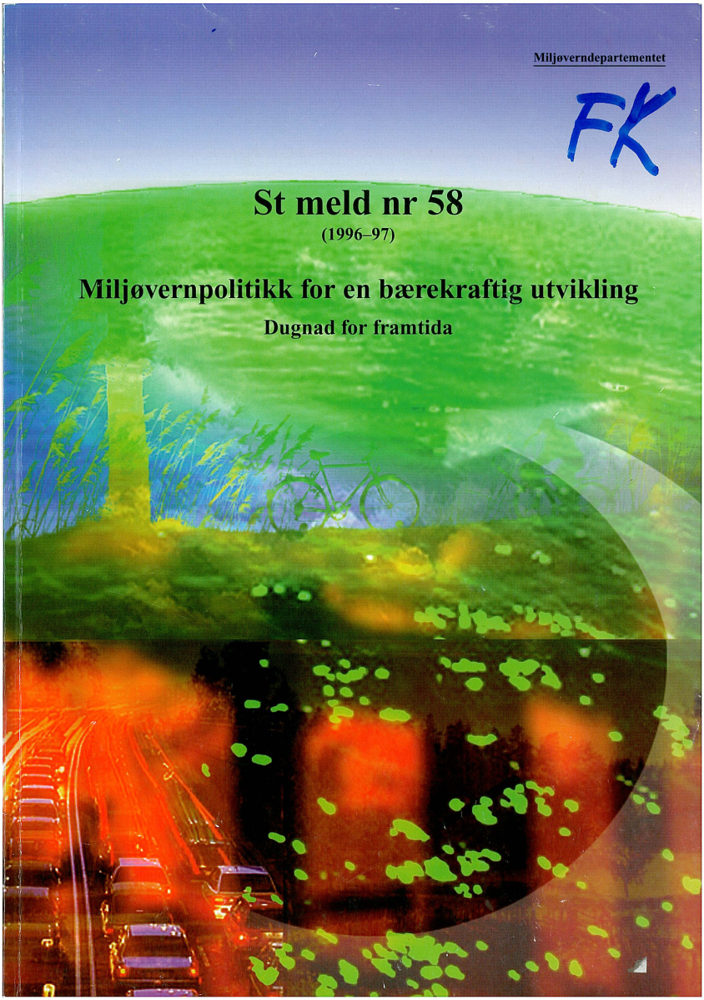 Miljøverndepartementet
FK
St meld nr 58
(1996–97)
Miljøvernpolitikk for en bærekraftig utvikling
Dugnad for framtida